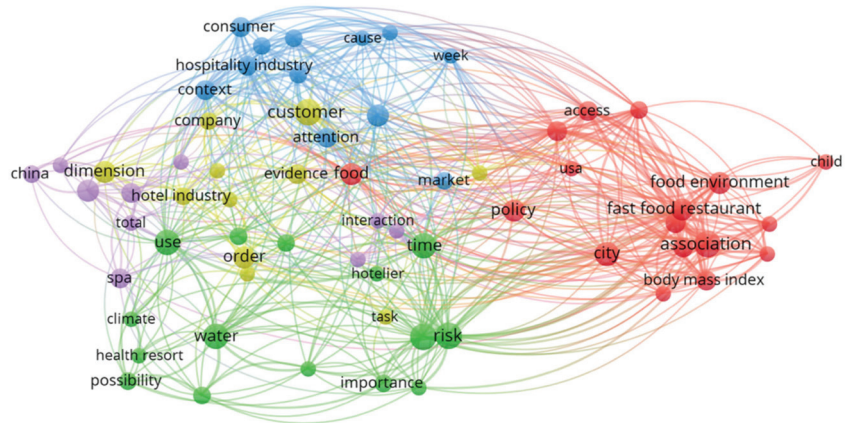 consumer
cause
week
hospitality industry
context
customer
access
company
attention
child
china
dimension
evidence
food
market
usa
food environment
hotel industry
total
interaction
policy
fast food restaurant
use
time
association
order
city
spa
hotelier
body mass index
climate
task
water
risk
health resort
possibility
importance